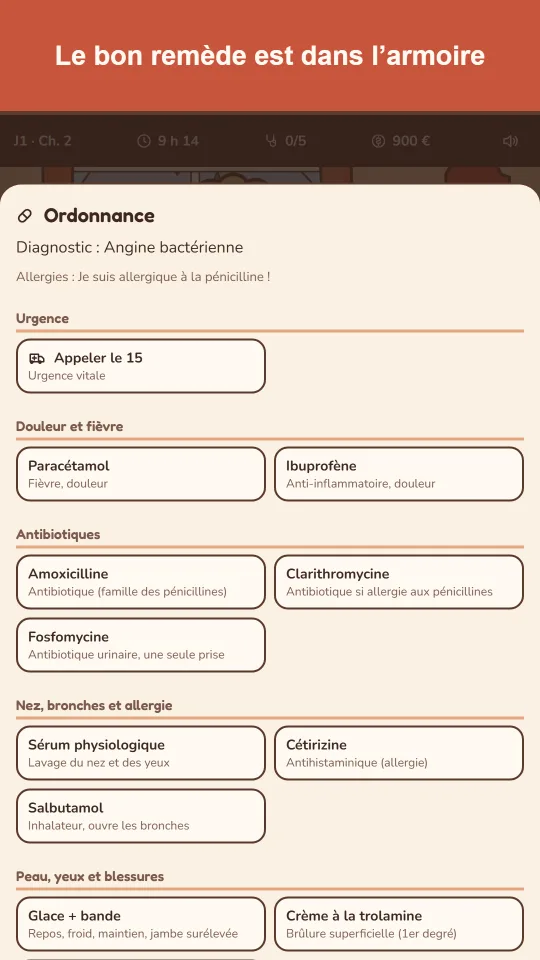 Le bon remède est dans l’armoire
J1 · Ch. 2
9 h 14
0/5
900 €
Ordonnance
Diagnostic : Angine bactérienne
Allergies : Je suis allergique à la pénicilline !
Urgence
Appeler le 15
Urgence vitale
Douleur et fièvre
Paracétamol
Fièvre, douleur
Ibuprofène
Anti-inflammatoire, douleur
Antibiotiques
Amoxicilline
Antibiotique (famille des pénicillines)
Clarithromycine
Antibiotique si allergie aux pénicillines
Fosfomycine
Antibiotique urinaire, une seule prise
Nez, bronches et allergie
Sérum physiologique
Lavage du nez et des yeux
Cétirizine
Antihistaminique (allergie)
Salbutamol
Inhalateur, ouvre les bronches
Peau, yeux et blessures
Glace + bande
Repos, froid, maintien, jambe surélevée
Crème à la trolamine
Brûlure superficielle (1er degré)